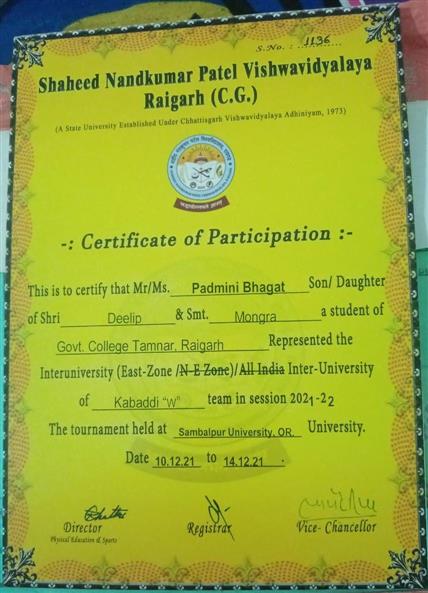 S.No. : 1136
Shaheed Nandkumar Patel Vishwavidyalaya
Raigarh (C.G.)
(A State University Established Under Chhattisgarh Vishwavidyalaya Adhiniyam, 1973)
-: Certificate of Participation :-
This is to certify that Mr/Ms. Padmini Bhagat Son/ Daughter
of Shri Deelip & Smt. Mongra a student of
Govt. College Tamnar, Raigarh Represented the
Interuniversity (East-Zone /N E Zone)/All India Inter-University
of Kabaddi "W" team in session 2021-22
The tournament held at Sambalpur University, OR. University.
Date 10.12.21 to 14.12.21 .
Director
Physical Education & Sports
Registrar
Vice- Chancellor